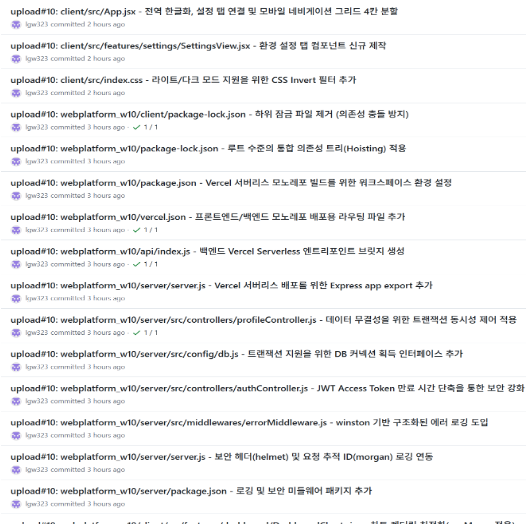 upload#10: client/src/App.jsx - 전역 한글화, 설정 탭 연결 및 모바일 네비게이션 그리드 4칸 분할
lgw323 committed 2 hours ago
upload#10: client/src/features/settings/SettingsView.jsx - 환경 설정 탭 컴포넌트 신규 제작
lgw323 committed 2 hours ago
upload#10: client/src/index.css - 라이트/다크 모드 지원을 위한 CSS Invert 필터 추가
lgw323 committed 2 hours ago
upload#10: webplatform_w10/client/package-lock.json - 하위 잠금 파일 제거 (의존성 충돌 방지)
lgw323 committed 3 hours ago · 1 / 1
upload#10: webplatform_w10/package-lock.json - 루트 수준의 통합 의존성 트리(Hoisting) 적용
lgw323 committed 3 hours ago
upload#10: webplatform_w10/package.json - Vercel 서버리스 모노레포 빌드를 위한 워크스페이스 환경 설정
lgw323 committed 3 hours ago
upload#10: webplatform_w10/vercel.json - 프론트엔드/백엔드 모노레포 배포용 라우팅 파일 추가
lgw323 committed 3 hours ago · 1 / 1
upload#10: webplatform_w10/api/index.js - 백엔드 Vercel Serverless 엔트리포인트 브릿지 생성
lgw323 committed 3 hours ago · 1 / 1
upload#10: webplatform_w10/server/server.js - Vercel 서버리스 배포를 위한 Express app export 추가
lgw323 committed 3 hours ago
upload#10: webplatform_w10/server/src/controllers/profileController.js - 데이터 무결성을 위한 트랜잭션 동시성 제어 적용
lgw323 committed 3 hours ago · 1 / 1
upload#10: webplatform_w10/server/src/config/db.js - 트랜잭션 지원을 위한 DB 커넥션 획득 인터페이스 추가
lgw323 committed 3 hours ago
upload#10: webplatform_w10/server/src/controllers/authController.js - JWT Access Token 만료 시간 단축을 통한 보안 강화
lgw323 committed 3 hours ago
upload#10: webplatform_w10/server/src/middlewares/errorMiddleware.js - winston 기반 구조화된 에러 로깅 도입
lgw323 committed 3 hours ago
upload#10: webplatform_w10/server/server.js - 보안 헤더(helmet) 및 요청 추적 ID(morgan) 로깅 연동
lgw323 committed 3 hours ago
upload#10: webplatform_w10/server/package.json - 로깅 및 보안 미들웨어 패키지 추가
lgw323 committed 3 hours ago